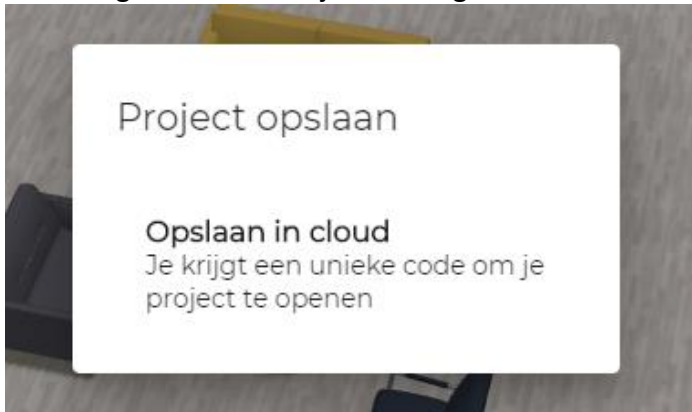 Project opslaan
Opslaan in cloud
Je krijgt een unieke code om je
project te openen